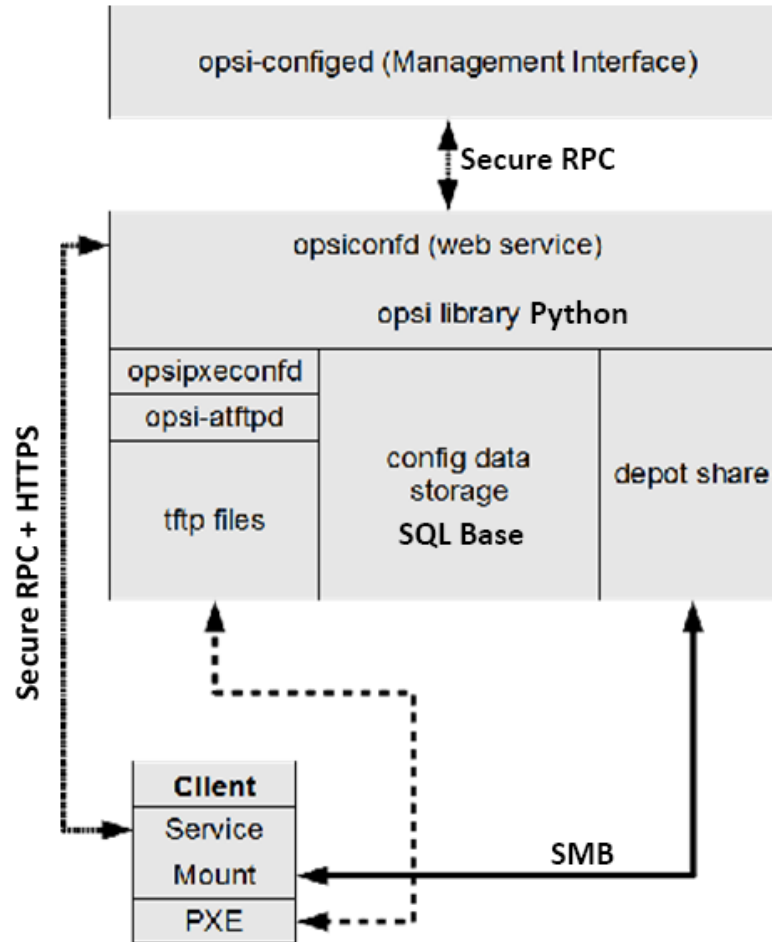 opsi-configed (Management Interface)
Secure RPC
opsiconfd (web service)
opsi library Python
opsipxeconfd
opsi-atftpd
tftp files
config data
storage
SQL Base
depot share
Secure RPC + HTTPS
Client
Service
Mount
PXE
SMB